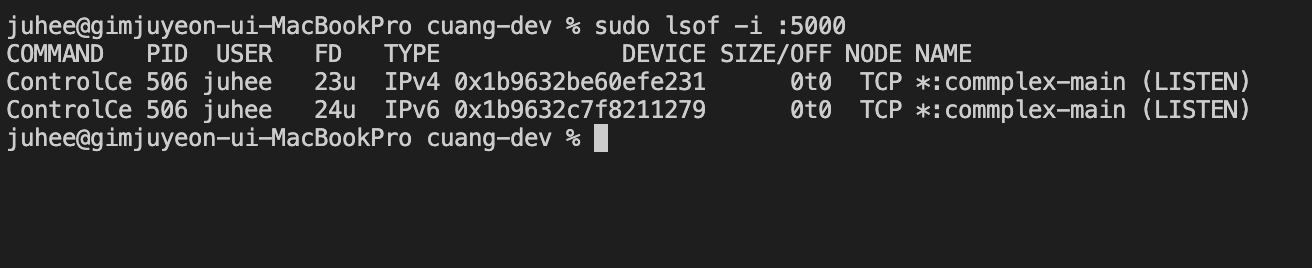 juhee@gimjuyeon-ui-MacBookPro cuang-dev % sudo lsof -i :5000
COMMAND   PID  USER   FD   TYPE             DEVICE SIZE/OFF NODE NAME
ControlCe 506 juhee   23u  IPv4 0x1b9632be60efe231      0t0  TCP *:commplex-main (LISTEN)
ControlCe 506 juhee   24u  IPv6 0x1b9632c7f8211279      0t0  TCP *:commplex-main (LISTEN)
juhee@gimjuyeon-ui-MacBookPro cuang-dev %